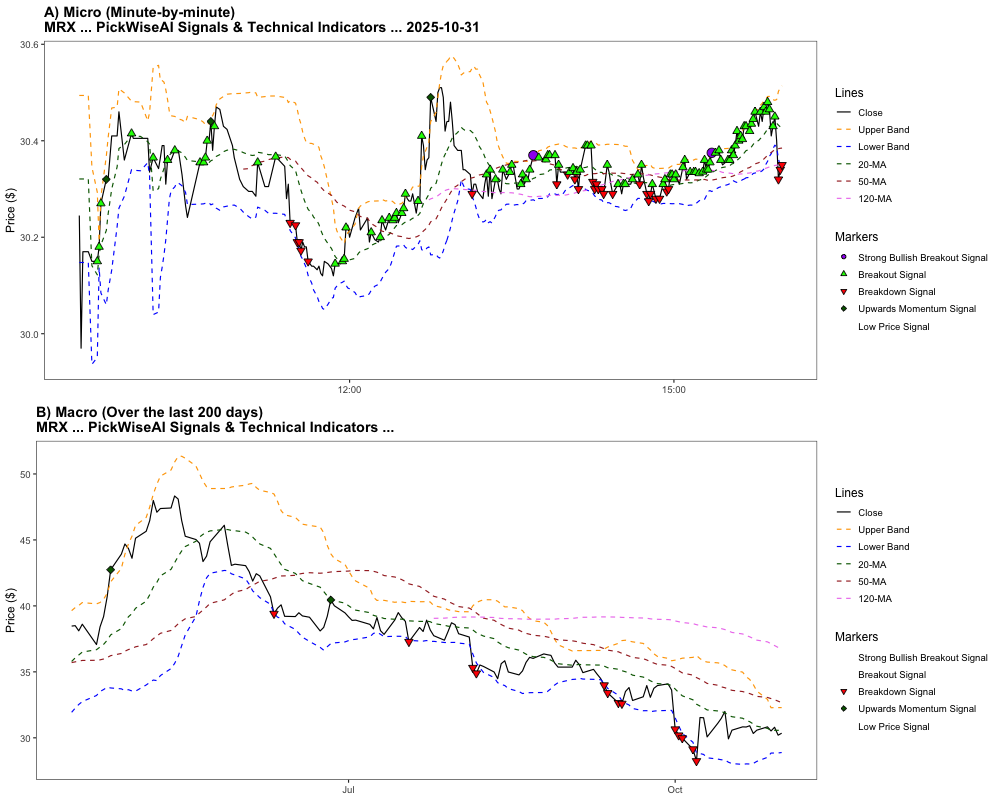 A) Micro (Minute-by-minute)
MRX ... PickWiseAI Signals & Technical Indicators ... 2025-10-31
30.6
30.4
30.2
30.0
Price ($)
12:00
15:00
Lines
Close
Upper Band
Lower Band
20-MA
50-MA
120-MA
Markers
Strong Bullish Breakout Signal
Breakout Signal
Breakdown Signal
Upwards Momentum Signal
Low Price Signal
B) Macro (Over the last 200 days)
MRX ... PickWiseAI Signals & Technical Indicators ...
50
45
40
35
30
Price ($)
Jul
Oct
Lines
Close
Upper Band
Lower Band
20-MA
50-MA
120-MA
Markers
Strong Bullish Breakout Signal
Breakout Signal
Breakdown Signal
Upwards Momentum Signal
Low Price Signal